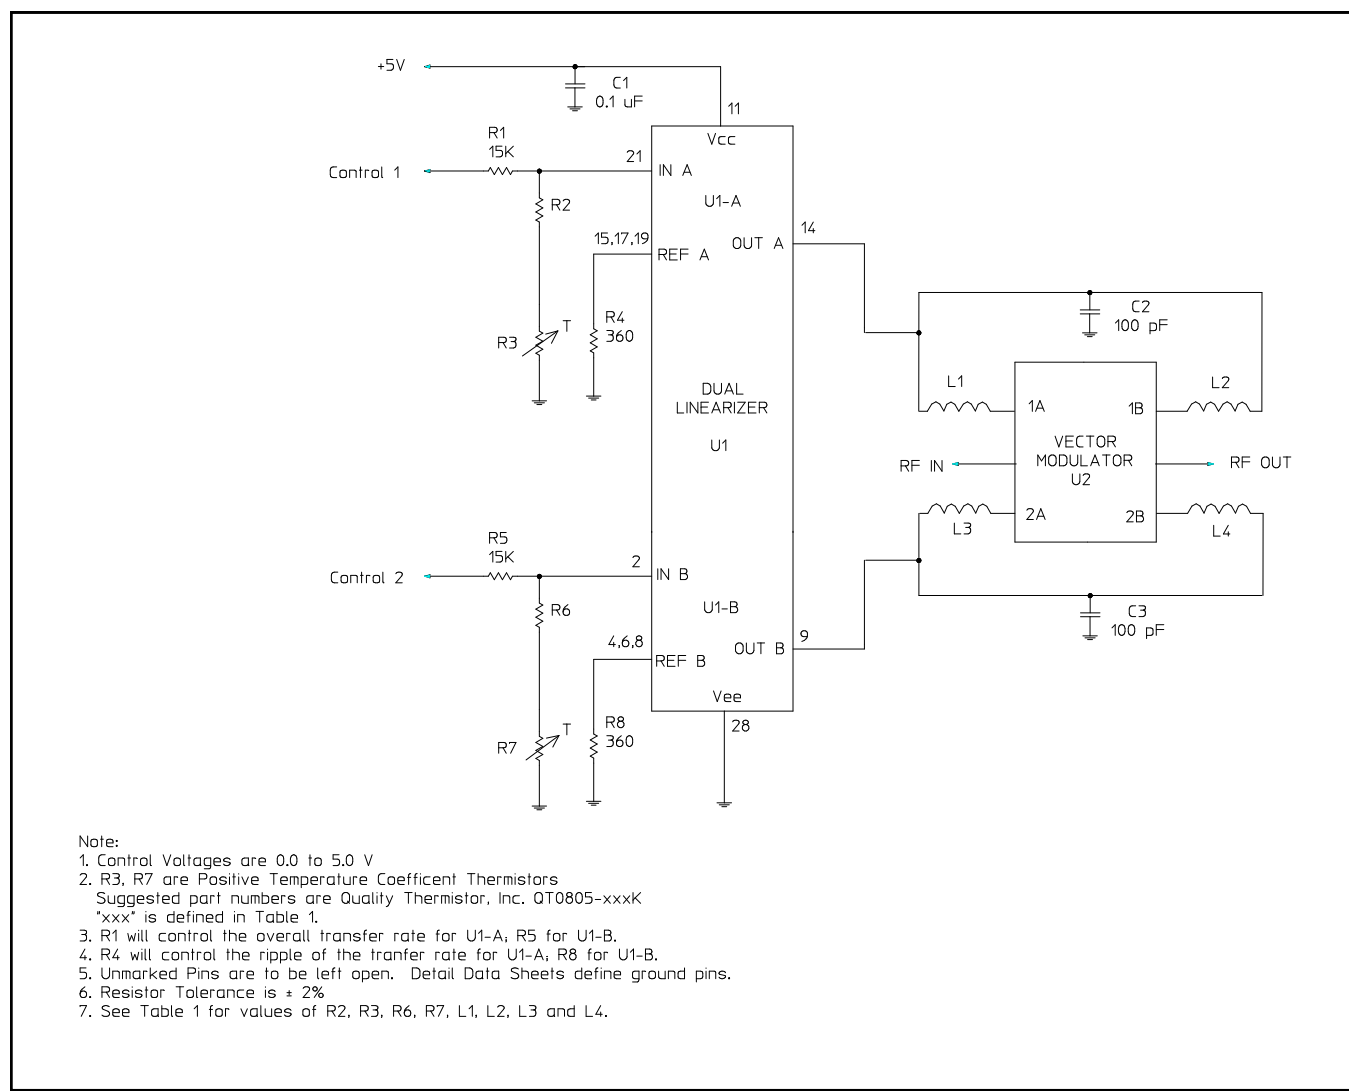 +5V
C1
0.1 uF
11
Vcc
R1
15K
21
Control 1
IN A
U1-A
R2
15,17,19
REF A
OUT A
14
R4
360
T
R3
C2
100 pF
DUAL
LINEARIZER
U1
L1
L2
1A
1B
VECTOR
MODULATOR
U2
RF IN
RF OUT
2A
2B
L3
L4
R5
15K
2
Control 2
IN B
U1-B
R6
4,6,8
REF B
OUT B
9
C3
100 pF
Vee
28
R8
360
T
R7
Note:
1. Control Voltages are 0.0 to 5.0 V
2. R3, R7 are Positive Temperature Coefficent Thermistors
Suggested part numbers are Quality Thermistor, Inc. QT0805-xxxK
"xxx" is defined in Table 1.
3. R1 will control the overall transfer rate for U1-A; R5 for U1-B.
4. R4 will control the ripple of the tranfer rate for U1-A; R8 for U1-B.
5. Unmarked Pins are to be left open. Detail Data Sheets define ground pins.
6. Resistor Tolerance is ± 2%
7. See Table 1 for values of R2, R3, R6, R7, L1, L2, L3 and L4.